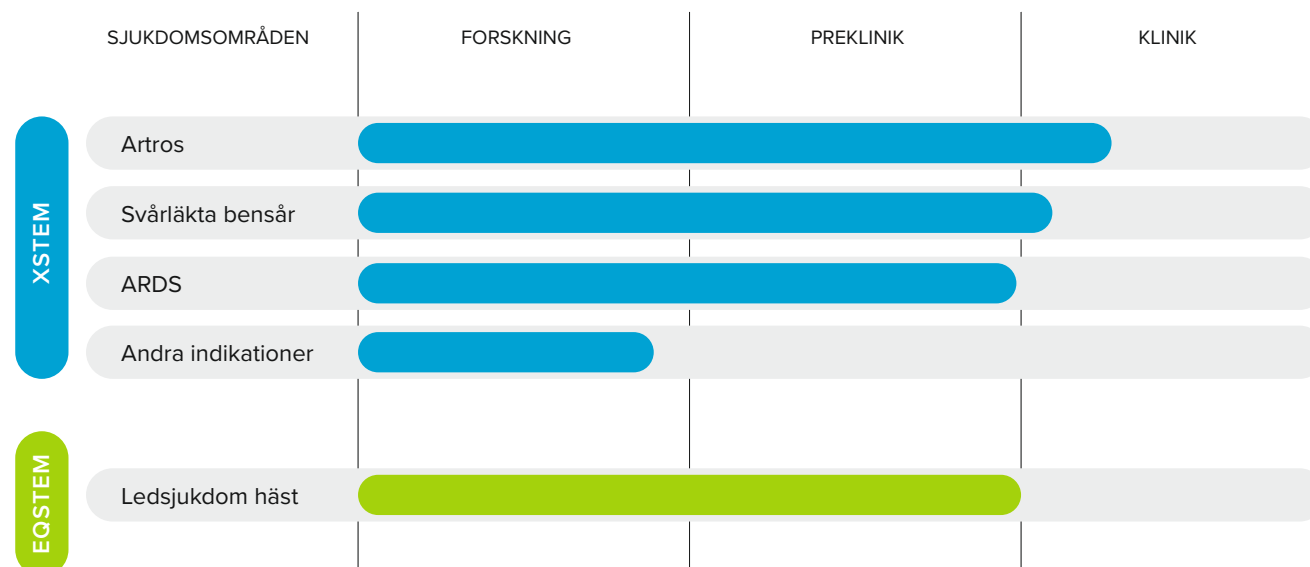 SJUKDOMSOMRÅDEN FORSKNING PREKLINIK KLINIK
XSTEM
Artros
Svårläkta bensår
ARDS
Andra indikationer
EQSTEM
Ledsjukdom häst